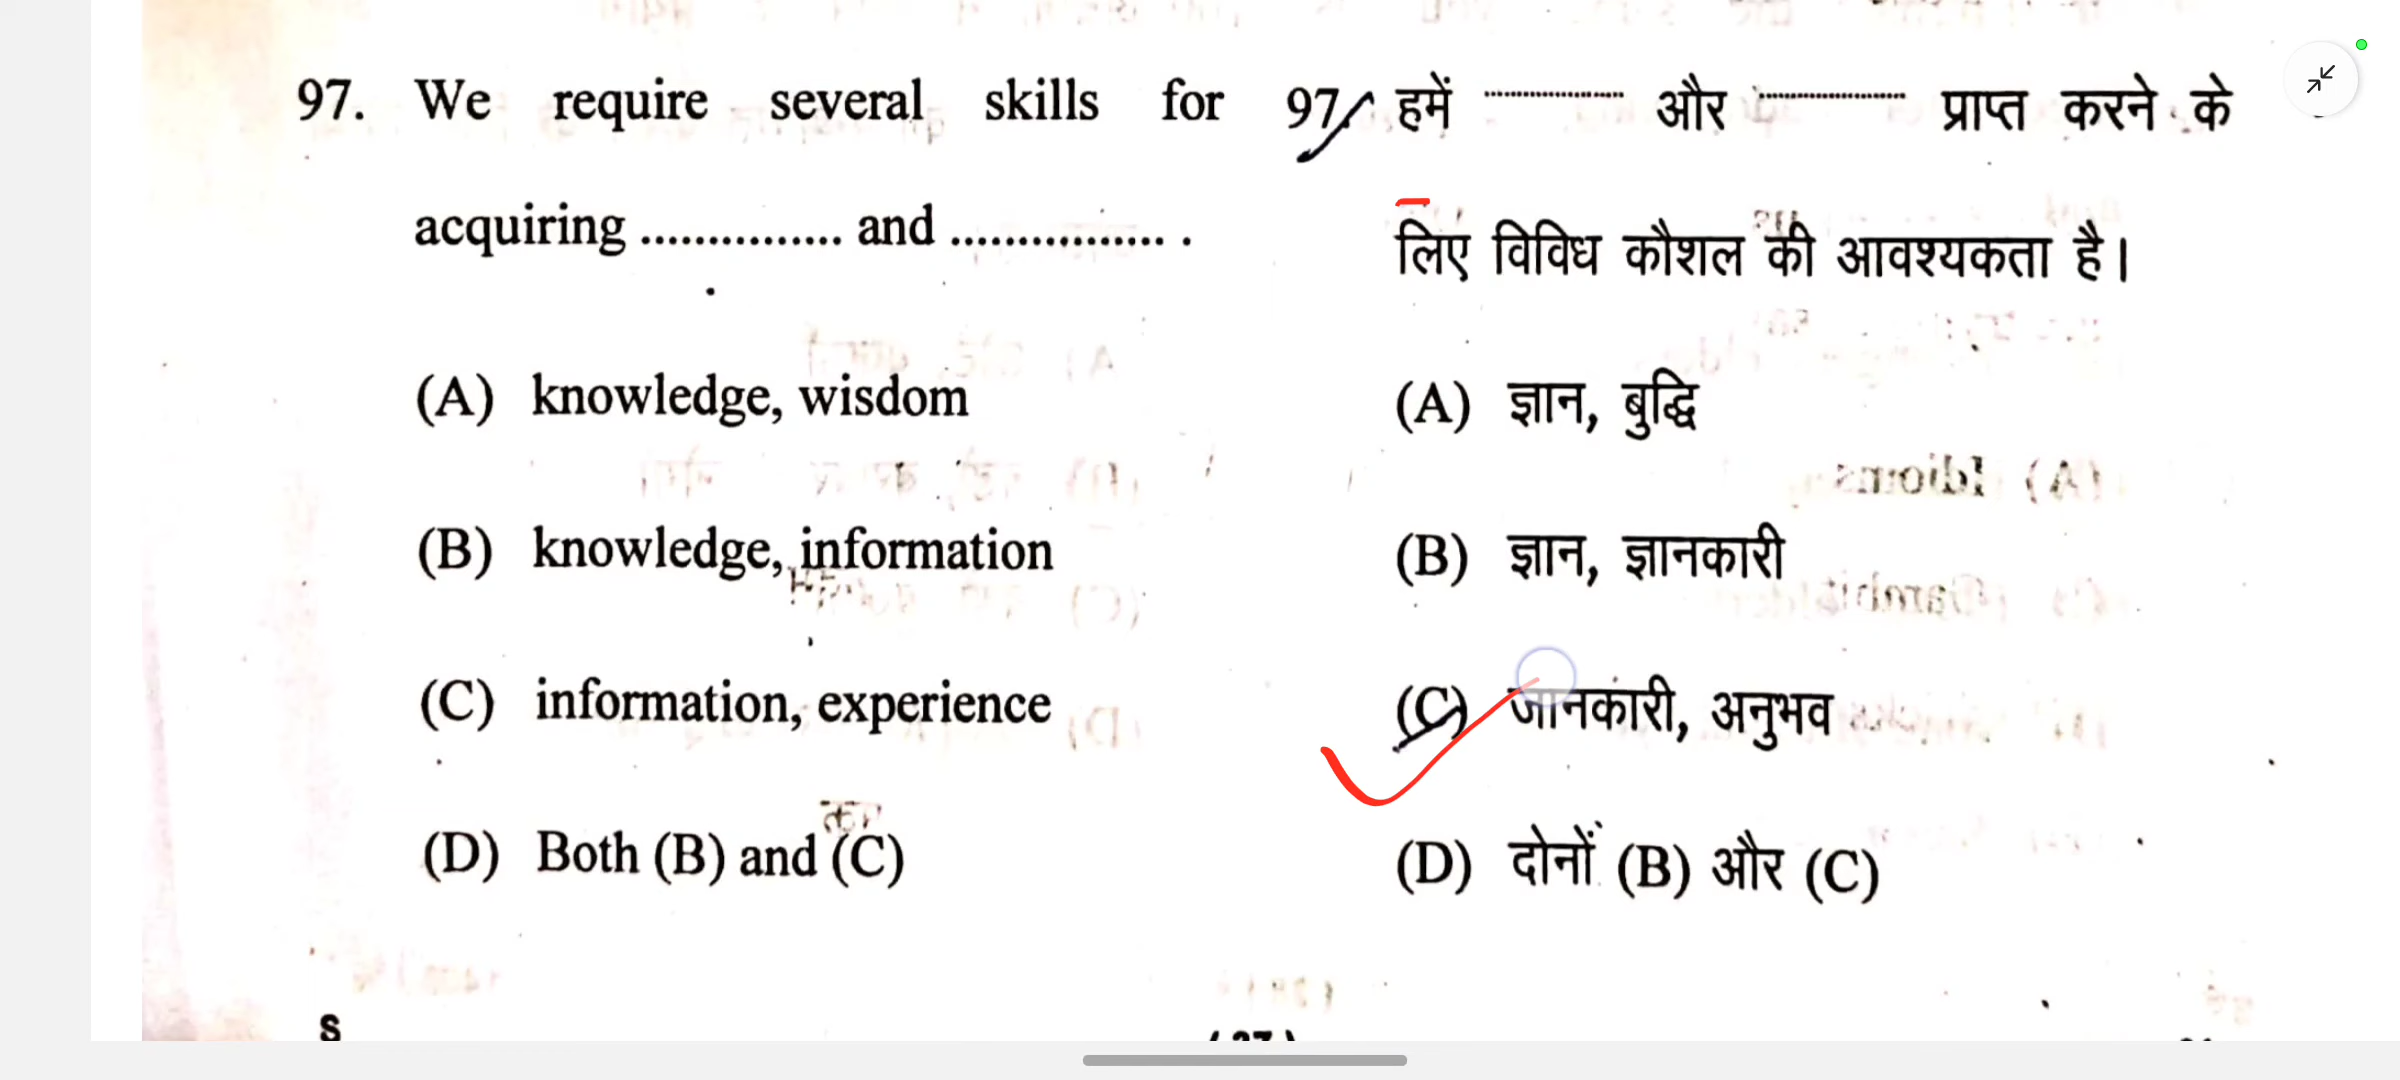 97. We require several skills for
acquiring ............... and ................ .
(A) knowledge, wisdom
(B) knowledge, information
(C) information, experience
(D) Both (B) and (C)
S
97. हमें ............... और ............... प्राप्त करने के
लिए विविध कौशल की आवश्यकता है।
(A) ज्ञान, बुद्धि
(B) ज्ञान, ज्ञानकारी
(C) जानकारी, अनुभव
(D) दोनों (B) और (C)